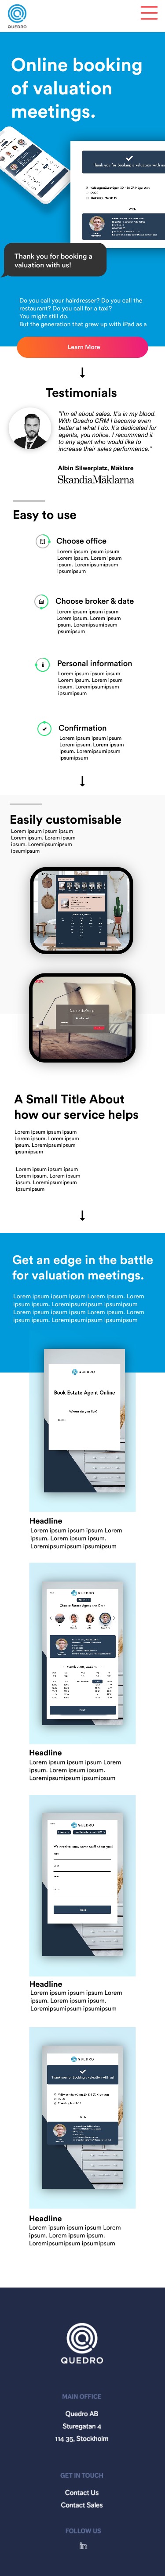 QUEDRO
Online booking
of valuation
meetings.
Thank you for booking a valuation with us!
Thank you for booking a
valuation with us!
Do you call your hairdresser? Do you call the
restaurant? Do you call for a taxi?
You might still do.
But the generation that grew up with iPad as a
Learn More
Testimonials
"I'm all about sales. It's in my blood.
With Quedro CRM I become even
better at what I do. It's dedicated to
agents, you notice. I recommend it
to any agent who would like to
increase their sales performance."
Albin Silwerplatz, Mäklare
SkandiaMäklarna
Easy to use
Choose office
Lorem ipsum ipsum ipsum
Lorem ipsum. Lorem ipsum
ipsum. Loremipsumipsum
ipsumipsum
Choose broker & date
Lorem ipsum ipsum ipsum
Lorem ipsum. Lorem ipsum
ipsum. Loremipsumipsum
ipsumipsum
Personal information
Lorem ipsum ipsum ipsum
Lorem ipsum. Lorem ipsum
ipsum. Loremipsumipsum
ipsumipsum
Confirmation
Lorem ipsum ipsum ipsum
Lorem ipsum. Lorem ipsum
ipsum. Loremipsumipsum
ipsumipsum
Easily customisable
Lorem ipsum ipsum ipsum
Lorem ipsum. Lorem ipsum
ipsum. Loremipsumipsum
ipsumipsum
A Small Title About
how our service helps
Lorem ipsum ipsum ipsum
Lorem ipsum. Lorem ipsum
ipsum. Loremipsumipsum
ipsumipsum
Lorem ipsum ipsum ipsum
Lorem ipsum. Lorem ipsum
ipsum. Loremipsumipsum
ipsumipsum
Get an edge in the battle
for valuation meetings.
Lorem ipsum ipsum ipsum Lorem ipsum. Lorem
ipsum ipsum. Loremipsumipsum ipsumipsum
Lorem ipsum ipsum ipsum Lorem ipsum. Lorem
ipsum ipsum. Loremipsumipsum ipsumipsum
QUEDRO
Book Estate Agent Online
Where do you live?
Headline
Lorem ipsum ipsum ipsum Lorem
ipsum. Lorem ipsum ipsum.
Loremipsumipsum ipsumipsum
QUEDRO
Choose Estate Agent and Date
Headline
Lorem ipsum ipsum ipsum Lorem
ipsum. Lorem ipsum ipsum.
Loremipsumipsum ipsumipsum
QUEDRO
Headline
Lorem ipsum ipsum ipsum Lorem
ipsum. Lorem ipsum ipsum.
Loremipsumipsum ipsumipsum
QUEDRO
Thank you for booking a valuation with us!
Headline
Lorem ipsum ipsum ipsum Lorem
ipsum. Lorem ipsum ipsum.
Loremipsumipsum ipsumipsum
QUEDRO
MAIN OFFICE
Quedro AB
Sturegatan 4
114 35, Stockholm
GET IN TOUCH
Contact Us
Contact Sales
FOLLOW US
in